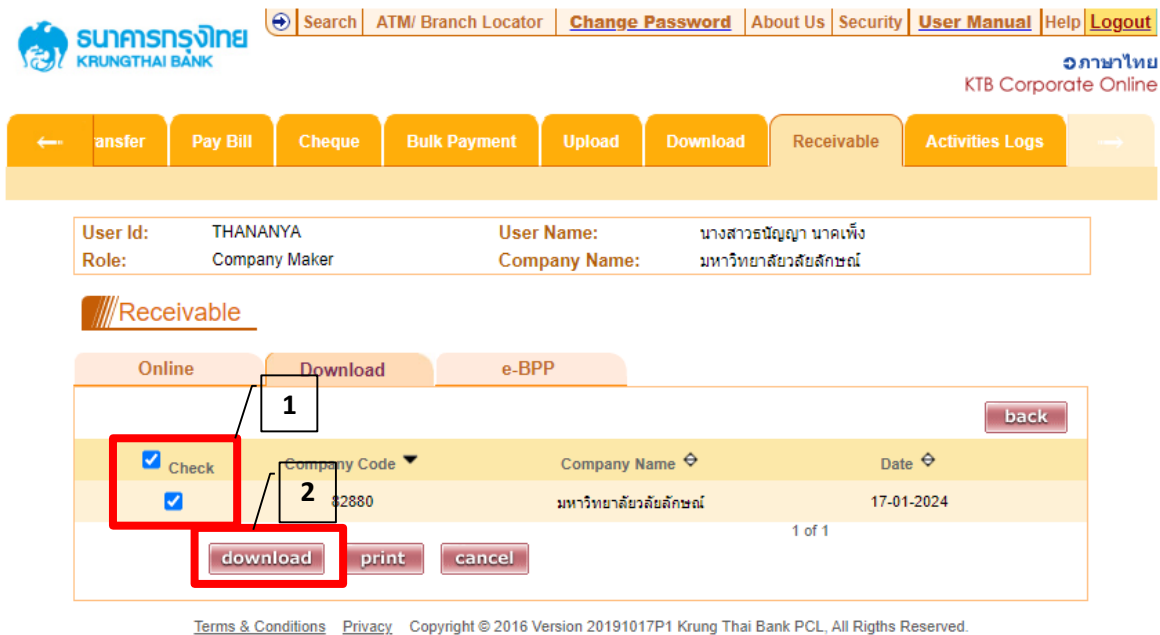 ธนาคารกรุงไทย
KRUNGTHAI BANK
Search ATM/ Branch Locator Change Password About Us Security User Manual Help Logout
ภาษาไทย
KTB Corporate Online
ansfer Pay Bill Cheque Bulk Payment Upload Download Receivable Activities Logs
User Id: THANANYA User Name: นางสาวธนัญญา นาคเพ็ง
Role: Company Maker Company Name: มหาวิทยาลัยวลัยลักษณ์
Receivable
Online Download e-BPP
1
back
Check Company Code Company Name Date
2
82880 มหาวิทยาลัยวลัยลักษณ์ 17-01-2024
1 of 1
download print cancel
Terms & Conditions Privacy Copyright © 2016 Version 20191017P1 Krung Thai Bank PCL, All Rigths Reserved.